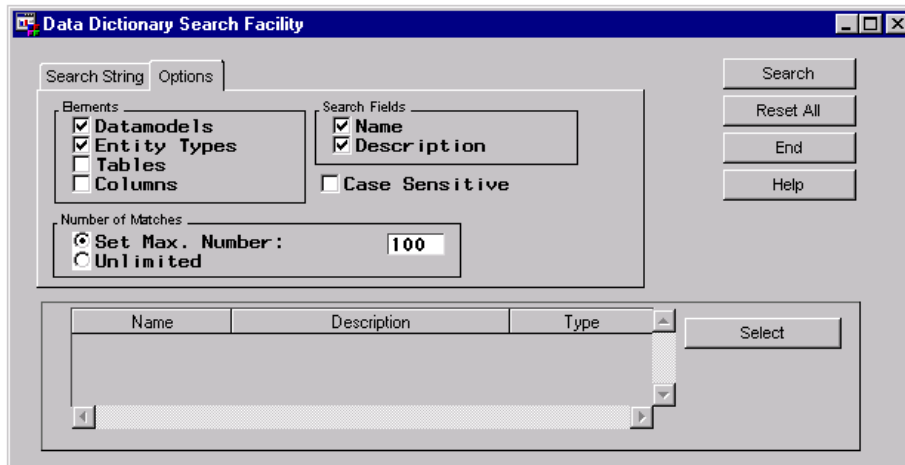 Data Dictionary Search Facility
Search String Options
Elements
Datamodels
Entity Types
Tables
Columns
Search Fields
Name
Description
Case Sensitive
Number of Matches
Set Max. Number: 100
Unlimited
Search
Reset All
End
Help
Name Description Type
Select